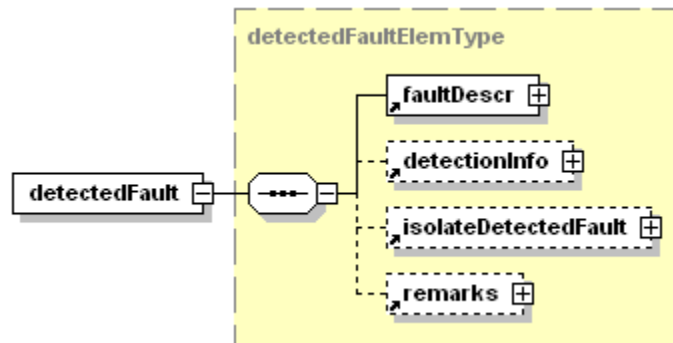 detectedFaultElemType
faultDescr
detectionInfo
detectedFault
isolateDetectedFault
remarks